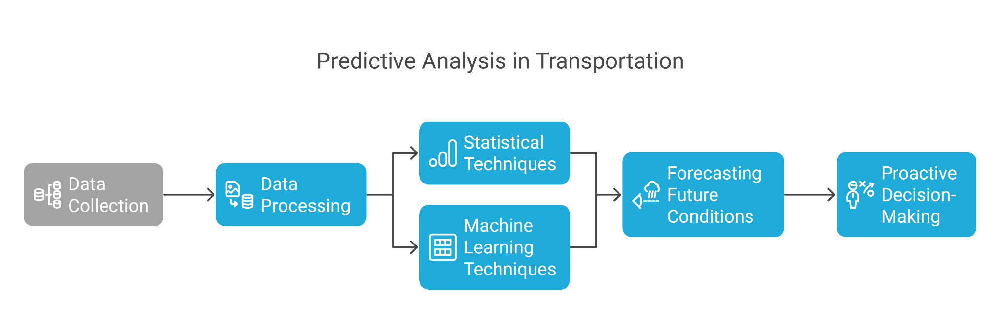 Predictive Analysis in Transportation
Data
Collection
Data
Processing
Statistical
Techniques
Machine
Learning
Techniques
Forecasting
Future
Conditions
Proactive
Decision-
Making